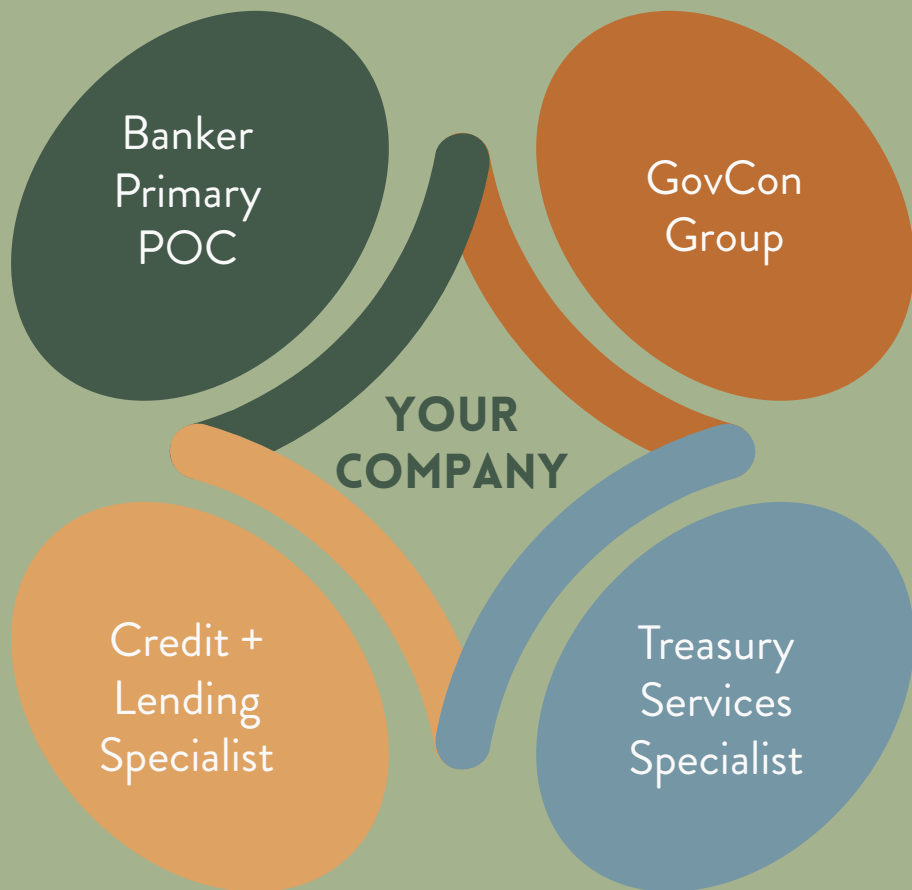 Banker
Primary
POC
GovCon
Group
YOUR
COMPANY
Credit +
Lending
Specialist
Treasury
Services
Specialist